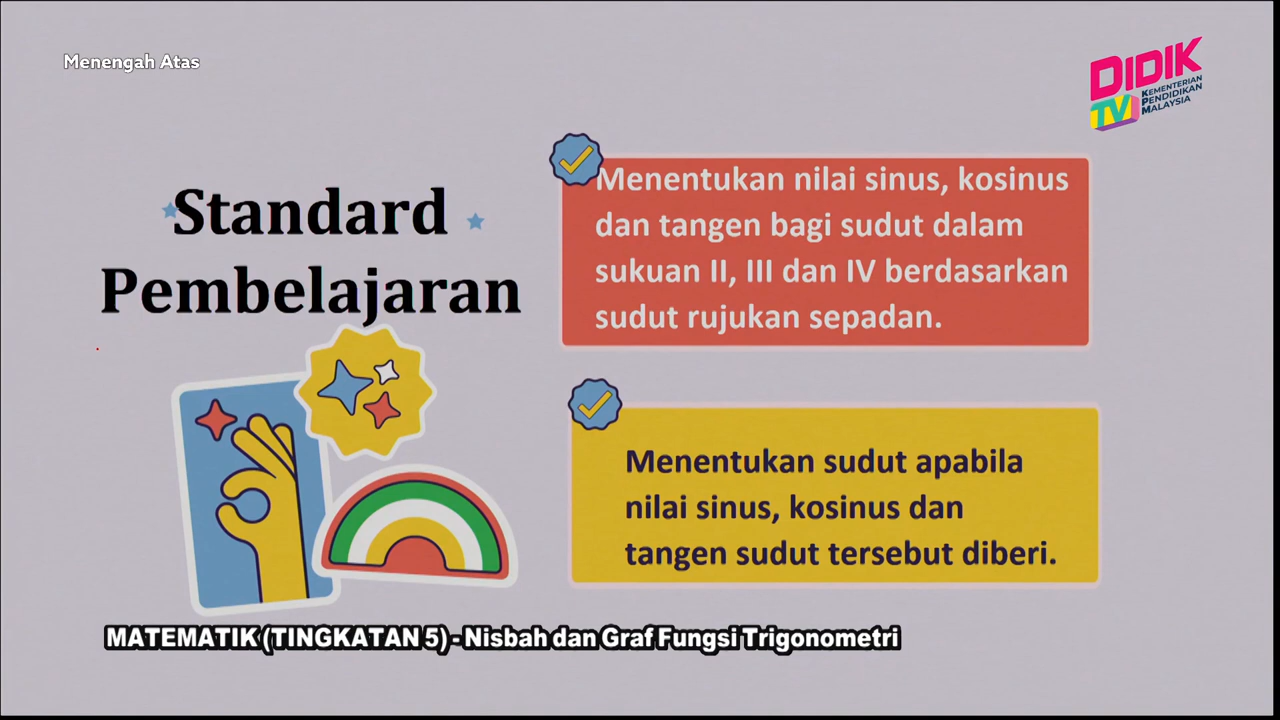 Menengah Atas
DIDIK
TV
KEMENTERIAN
PENDIDIKAN
MALAYSIA
Standard
Pembelajaran
Menentukan nilai sinus, kosinus
dan tangen bagi sudut dalam
sukuan II, III dan IV berdasarkan
sudut rujukan sepadan.
Menentukan sudut apabila
nilai sinus, kosinus dan
tangen sudut tersebut diberi.
MATEMATIK (TINGKATAN 5) - Nisbah dan Graf Fungsi Trigonometri